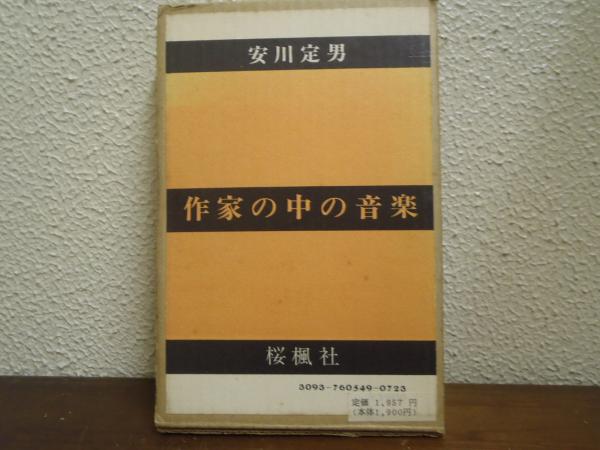 安川定男
作家の中の音楽
桜楓社
3093-760549-0723
定価 1,957 円
(本体1,900円)